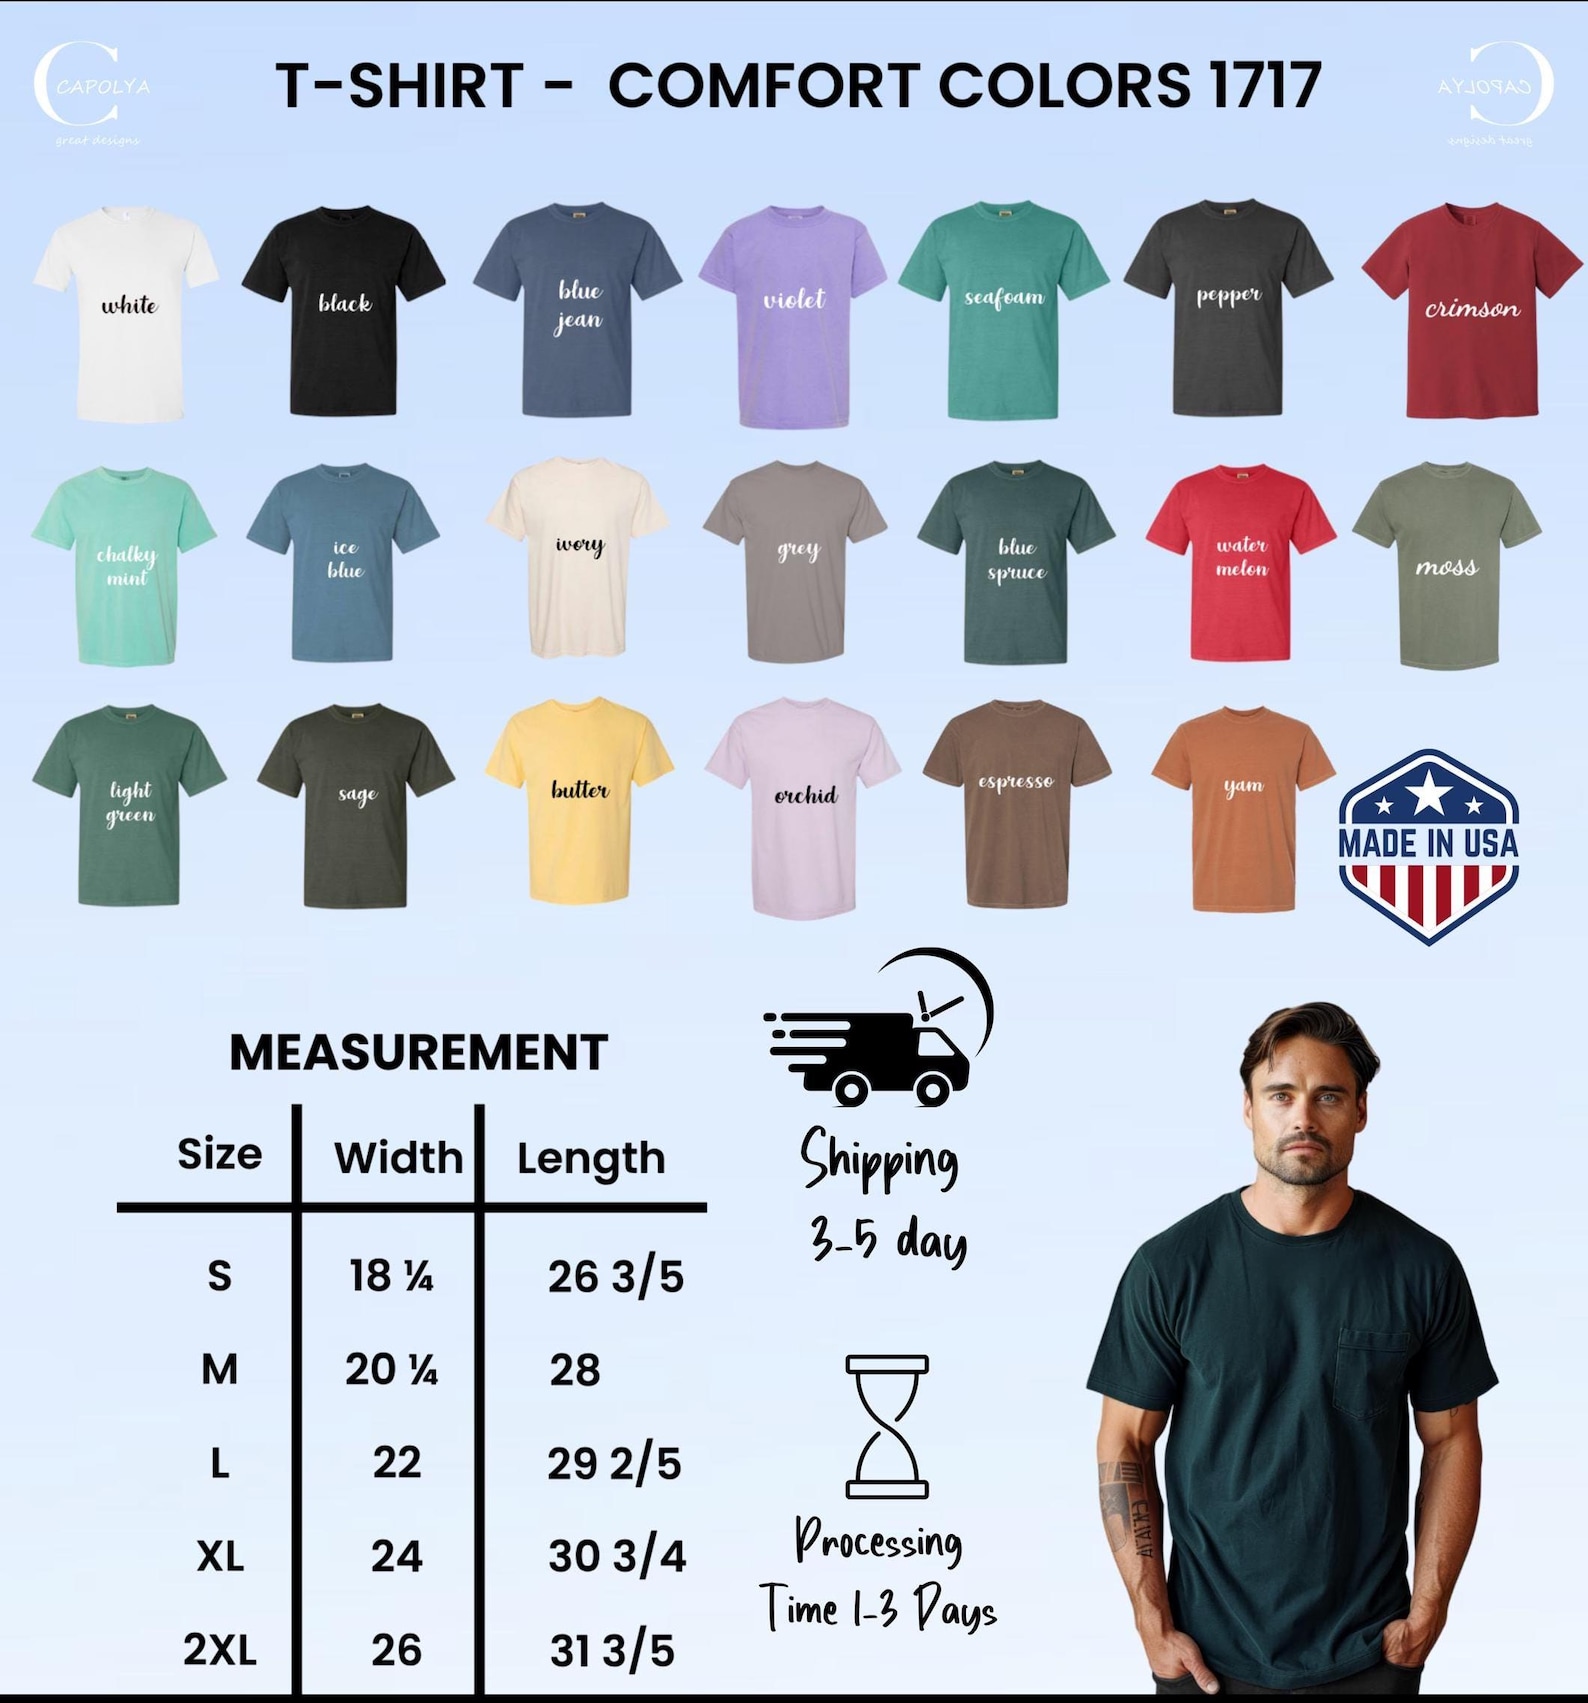 CAPOLYA
great designs
T-SHIRT - COMFORT COLORS 1717
CAPOLYA
great designs
white
black
blue
jean
violet
seafoam
pepper
crimson
chalky
mint
ice
blue
ivory
grey
blue
spruce
water
melon
moss
light
green
sage
butter
orchid
espresso
yam
MADE IN USA
MEASUREMENT
Size Width Length
S 18 ¼ 26 3/5
M 20 ¼ 28
L 22 29 2/5
XL 24 30 3/4
2XL 26 31 3/5
Shipping
3-5 day
Processing
Time 1-3 Days